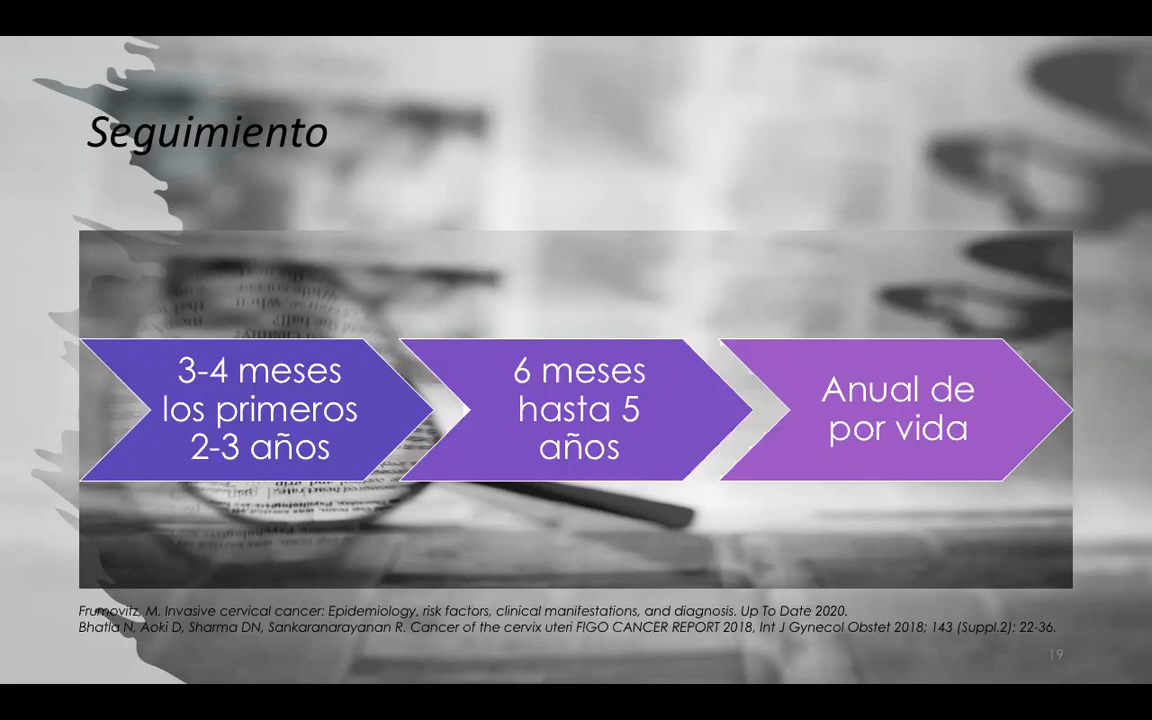 Seguimiento
3-4 meses
los primeros
2-3 años
6 meses
hasta 5
años
Anual de
por vida
Frumovitz, M. Invasive cervical cancer: Epidemiology, risk factors, clinical manifestations, and diagnosis. Up To Date 2020.
Bhatla N, Aoki D, Sharma DN, Sankaranarayanan R. Cancer of the cervix uteri FIGO CANCER REPORT 2018, Int J Gynecol Obstet 2018; 143 (Suppl.2): 22-36.
19